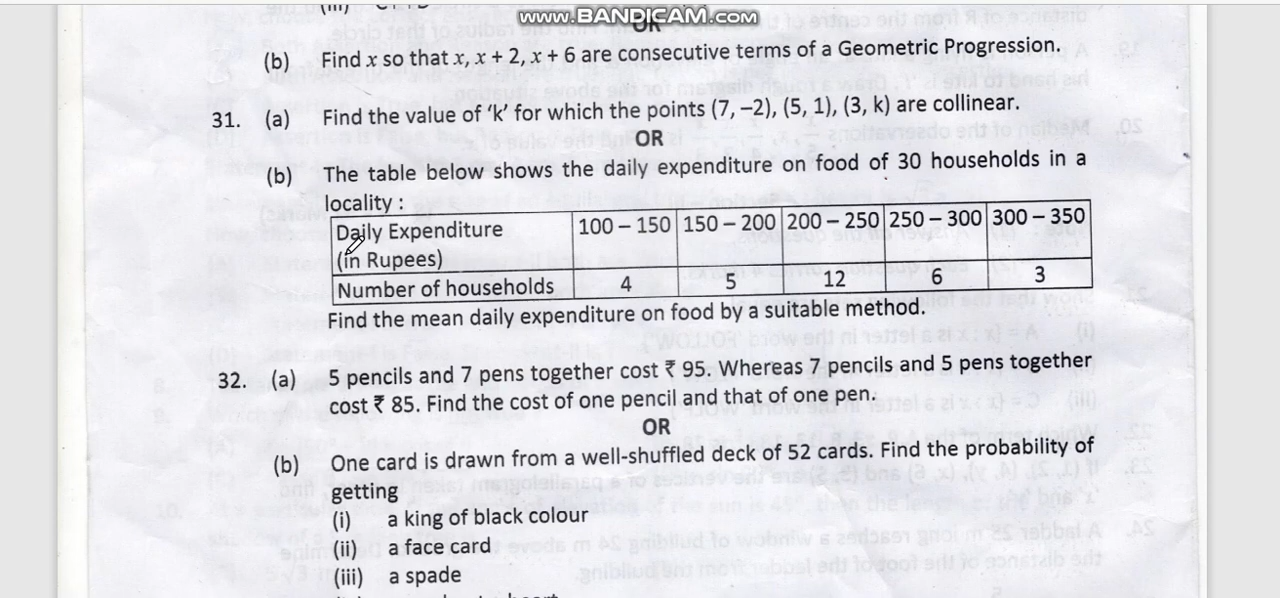 www.BANDICAM.com
OR
(b) Find x so that x, x + 2, x + 6 are consecutive terms of a Geometric Progression.
31. (a) Find the value of 'k' for which the points (7, −2), (5, 1), (3, k) are collinear.
OR
(b) The table below shows the daily expenditure on food of 30 households in a
locality :
Daily Expenditure (in Rupees) 100 – 150 150 – 200 200 – 250 250 – 300 300 – 350
Number of households 4 5 12 6 3
Find the mean daily expenditure on food by a suitable method.
32. (a) 5 pencils and 7 pens together cost ₹ 95. Whereas 7 pencils and 5 pens together
cost ₹ 85. Find the cost of one pencil and that of one pen.
OR
(b) One card is drawn from a well-shuffled deck of 52 cards. Find the probability of
getting
(i) a king of black colour
(ii) a face card
(iii) a spade